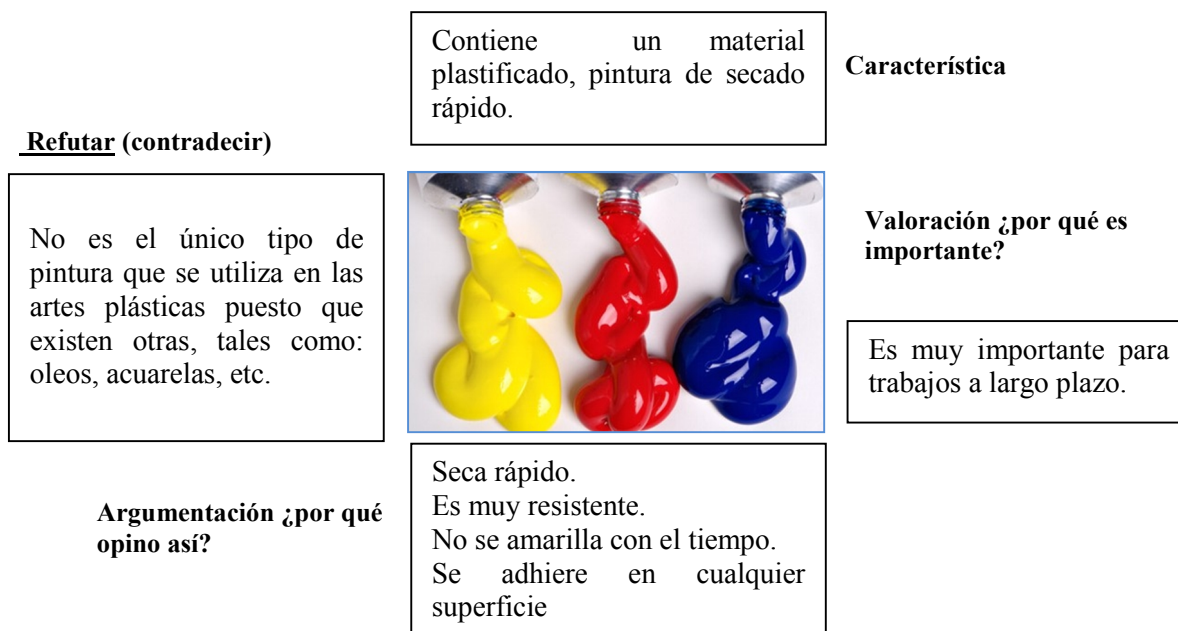 Contiene un material
plastificado, pintura de secado
rápido.
Característica
Refutar (contradecir)
No es el único tipo de
pintura que se utiliza en las
artes plásticas puesto que
existen otras, tales como:
oleos, acuarelas, etc.
Valoración ¿por qué es
importante?
Es muy importante para
trabajos a largo plazo.
Argumentación ¿por qué
opino así?
Seca rápido.
Es muy resistente.
No se amarilla con el tiempo.
Se adhiere en cualquier
superficie